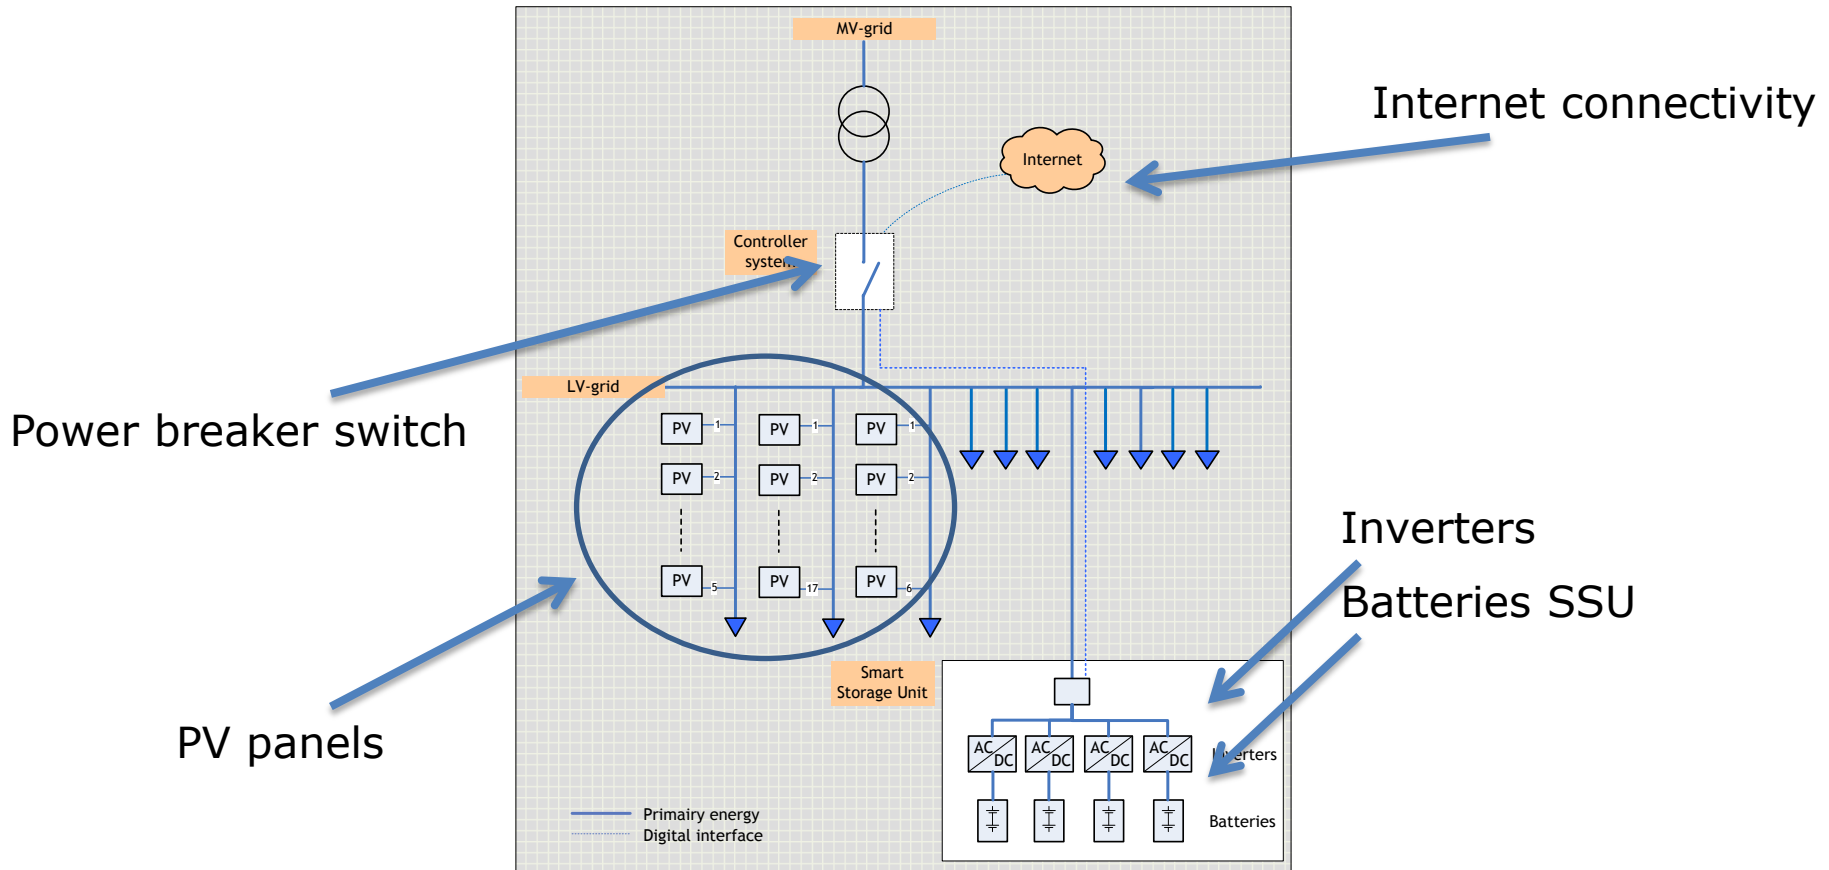 MV-grid
Internet connectivity
Internet
Controller
system
LV-grid
Power breaker switch
PV 1 PV 1 PV 1
PV 2 PV 2 PV 2
PV 5 PV 17 PV 6
Inverters
Batteries SSU
Smart
Storage Unit
PV panels
AC/DC AC/DC AC/DC AC/DC Inverters
Primairy energy
Batteries
Digital interface